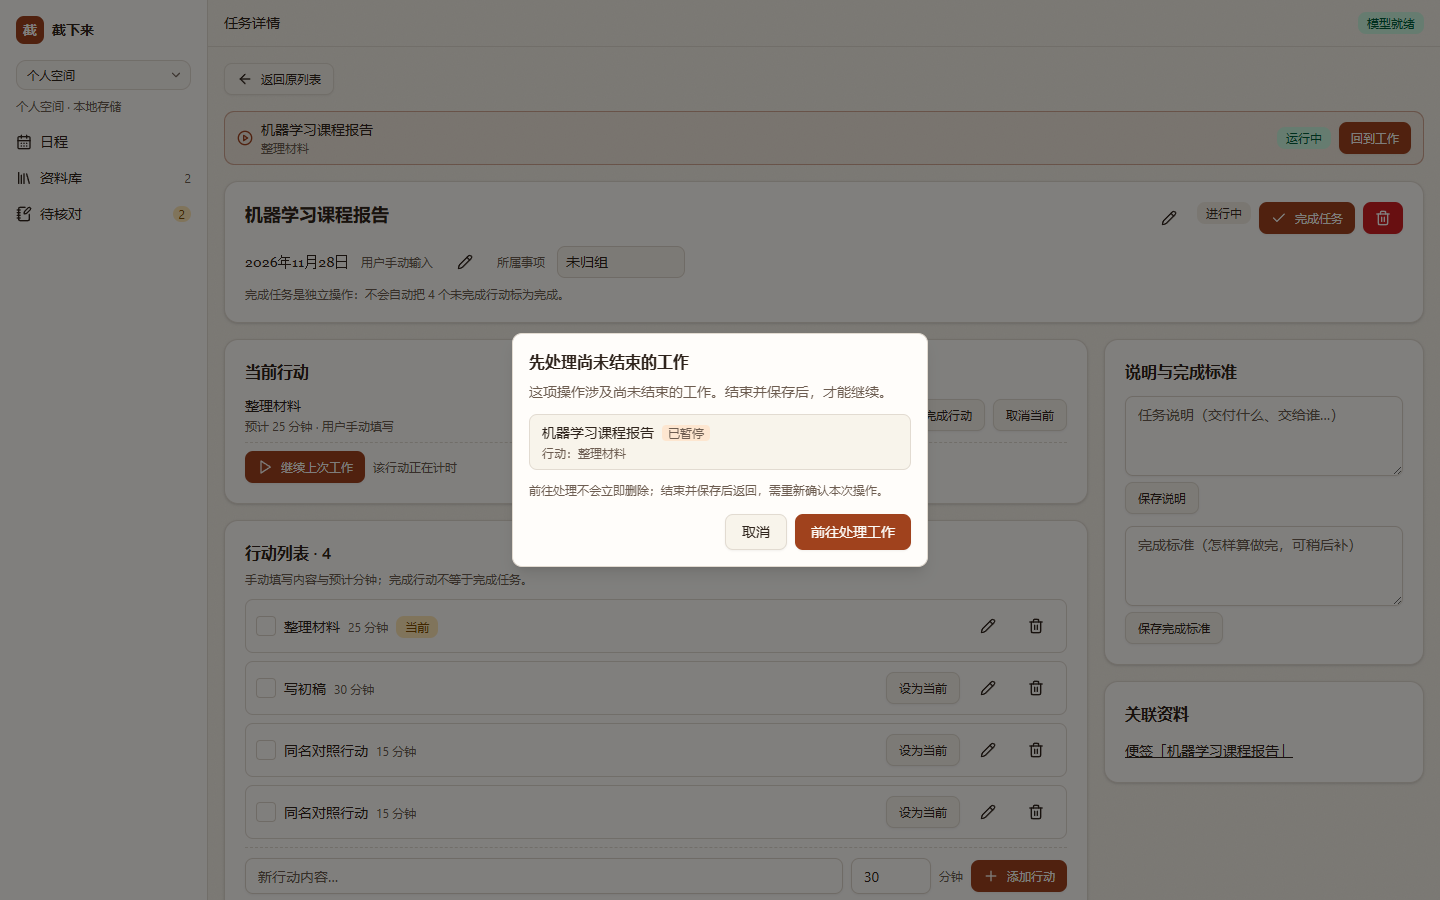 截 截下来
个人空间
个人空间 · 本地存储
日程
资料库 2
待核对 2
任务详情
模型就绪
返回原列表
机器学习课程报告
整理材料
运行中
回到工作
机器学习课程报告
进行中
完成任务
2026年11月28日 用户手动输入
所属事项
未归组
完成任务是独立操作：不会自动把 4 个未完成行动标为完成。
当前行动
整理材料
预计 25 分钟 · 用户手动填写
完成行动
取消当前
继续上次工作
该行动正在计时
先处理尚未结束的工作
这项操作涉及尚未结束的工作。结束并保存后，才能继续。
机器学习课程报告 已暂停
行动：整理材料
前往处理不会立即删除；结束并保存后返回，需重新确认本次操作。
取消
前往处理工作
行动列表 · 4
手动填写内容与预计分钟；完成行动不等于完成任务。
整理材料 25 分钟 当前
写初稿 30 分钟 设为当前
同名对照行动 15 分钟 设为当前
同名对照行动 15 分钟 设为当前
新行动内容... 30 分钟 添加行动
说明与完成标准
任务说明（交付什么、交给谁...）
保存说明
完成标准（怎样算做完，可稍后补）
保存完成标准
关联资料
便签「机器学习课程报告」